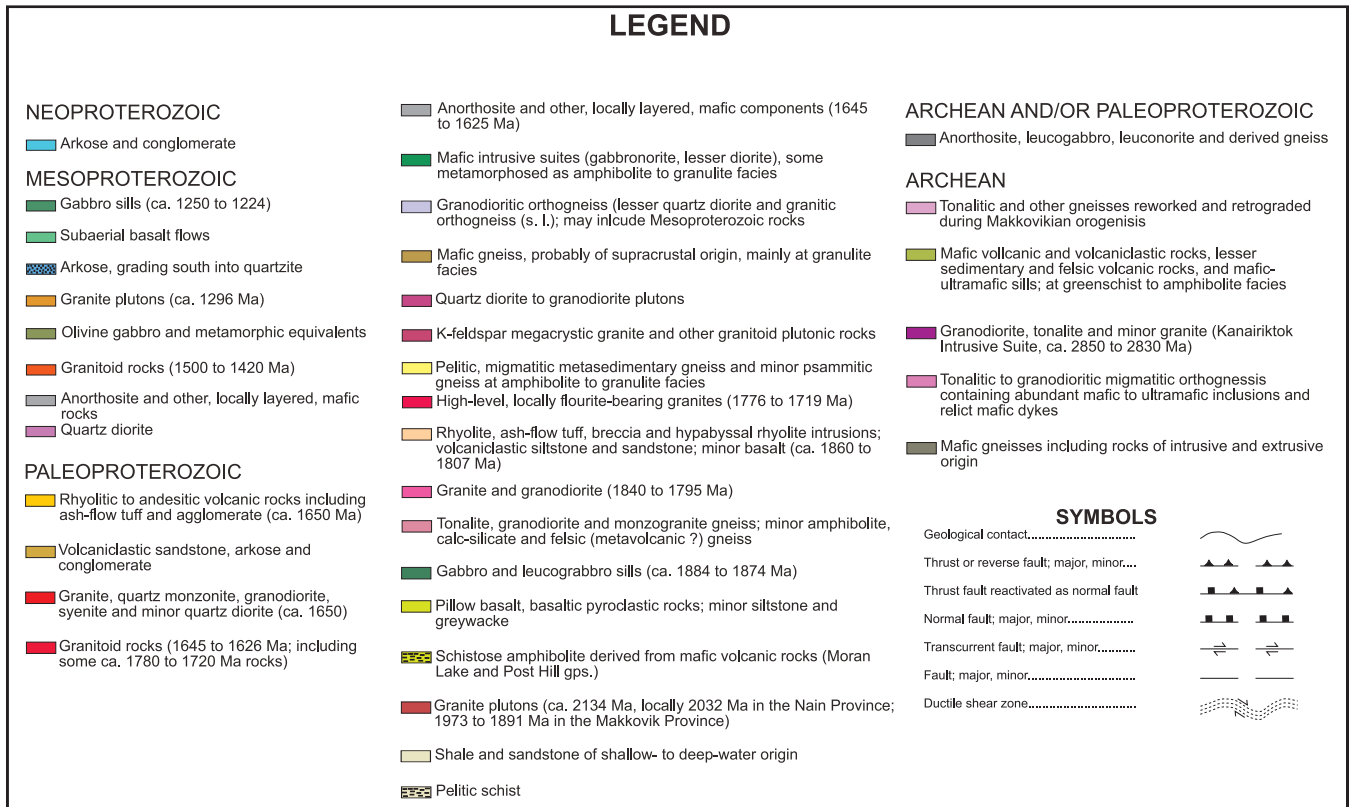 LEGEND
NEOPROTEROZOIC
Arkose and conglomerate
MESOPROTEROZOIC
Gabbro sills (ca. 1250 to 1224)
Subaerial basalt flows
Arkose, grading south into quartzite
Granite plutons (ca. 1296 Ma)
Olivine gabbro and metamorphic equivalents
Granitoid rocks (1500 to 1420 Ma)
Anorthosite and other, locally layered, mafic
rocks
Quartz diorite
PALEOPROTEROZOIC
Rhyolitic to andesitic volcanic rocks including
ash-flow tuff and agglomerate (ca. 1650 Ma)
Volcaniclastic sandstone, arkose and
conglomerate
Granite, quartz monzonite, granodiorite,
syenite and minor quartz diorite (ca. 1650)
Granitoid rocks (1645 to 1626 Ma; including
some ca. 1780 to 1720 Ma rocks)
Anorthosite and other, locally layered, mafic components (1645
to 1625 Ma)
Mafic intrusive suites (gabbronorite, lesser diorite), some
metamorphosed as amphibolite to granulite facies
Granodioritic orthogneiss (lesser quartz diorite and granitic
orthogneiss (s. l.); may inlcude Mesoproterozoic rocks
Mafic gneiss, probably of supracrustal origin, mainly at granulite
facies
Quartz diorite to granodiorite plutons
K-feldspar megacrystic granite and other granitoid plutonic rocks
Pelitic, migmatitic metasedimentary gneiss and minor psammitic
gneiss at amphibolite to granulite facies
High-level, locally flourite-bearing granites (1776 to 1719 Ma)
Rhyolite, ash-flow tuff, breccia and hypabyssal rhyolite intrusions;
volcaniclastic siltstone and sandstone; minor basalt (ca. 1860 to
1807 Ma)
Granite and granodiorite (1840 to 1795 Ma)
Tonalite, granodiorite and monzogranite gneiss; minor amphibolite,
calc-silicate and felsic (metavolcanic ?) gneiss
Gabbro and leucograbbro sills (ca. 1884 to 1874 Ma)
Pillow basalt, basaltic pyroclastic rocks; minor siltstone and
greywacke
Schistose amphibolite derived from mafic volcanic rocks (Moran
Lake and Post Hill gps.)
Granite plutons (ca. 2134 Ma, locally 2032 Ma in the Nain Province;
1973 to 1891 Ma in the Makkovik Province)
Shale and sandstone of shallow- to deep-water origin
Pelitic schist
ARCHEAN AND/OR PALEOPROTEROZOIC
Anorthosite, leucogabbro, leuconorite and derived gneiss
ARCHEAN
Tonalitic and other gneisses reworked and retrograded
during Makkovikian orogenisis
Mafic vollcanic and volcaniclastic rocks, lesser
sedimentary and felsic volcanic rocks, and mafic-
ultramafic sills; at greenschist to amphibolite facies
Granodiorite, tonalite and minor granite (Kanairiktok
Intrusive Suite, ca. 2850 to 2830 Ma)
Tonalitic to granodioritic migmatitic orthognessis
containing abundant mafic to ultramafic inclusions and
relict mafic dykes
Mafic gneisses including rocks of intrusive and extrusive
origin
SYMBOLS
Geological contact..........................
Thrust or reverse fault; major, minor....
Thrust fault reactivated as normal fault
Normal fault; major, minor................
Transcurrent fault; major, minor.........
Fault; major, minor............................
Ductile shear zone..........................